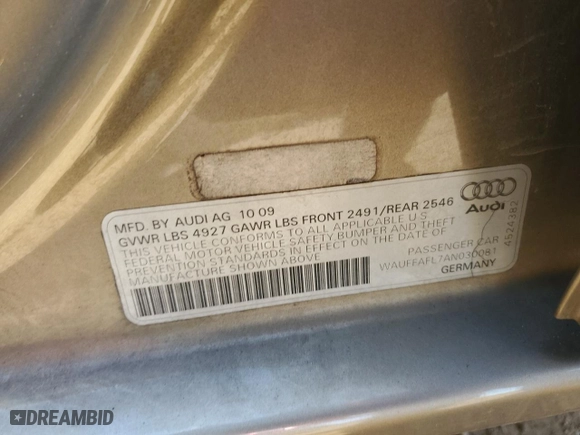 MFD. BY AUDI AG 10 09
GVWR LBS 4927 GAWR LBS FRONT 2491/REAR 2546
THIS VEHICLE CONFORMS TO ALL APPLICABLE U S
FEDERAL MOTOR VEHICLE SAFETY BUMPER AND THEFT
PREVENTION STANDARDS IN EFFECT ON THE DATE OF
MANUFACTURE SHOWN ABOVE
Audi
4524382
PASSENGER CAR
WAUFFAFL7AN030081
GERMANY
DREAMBID